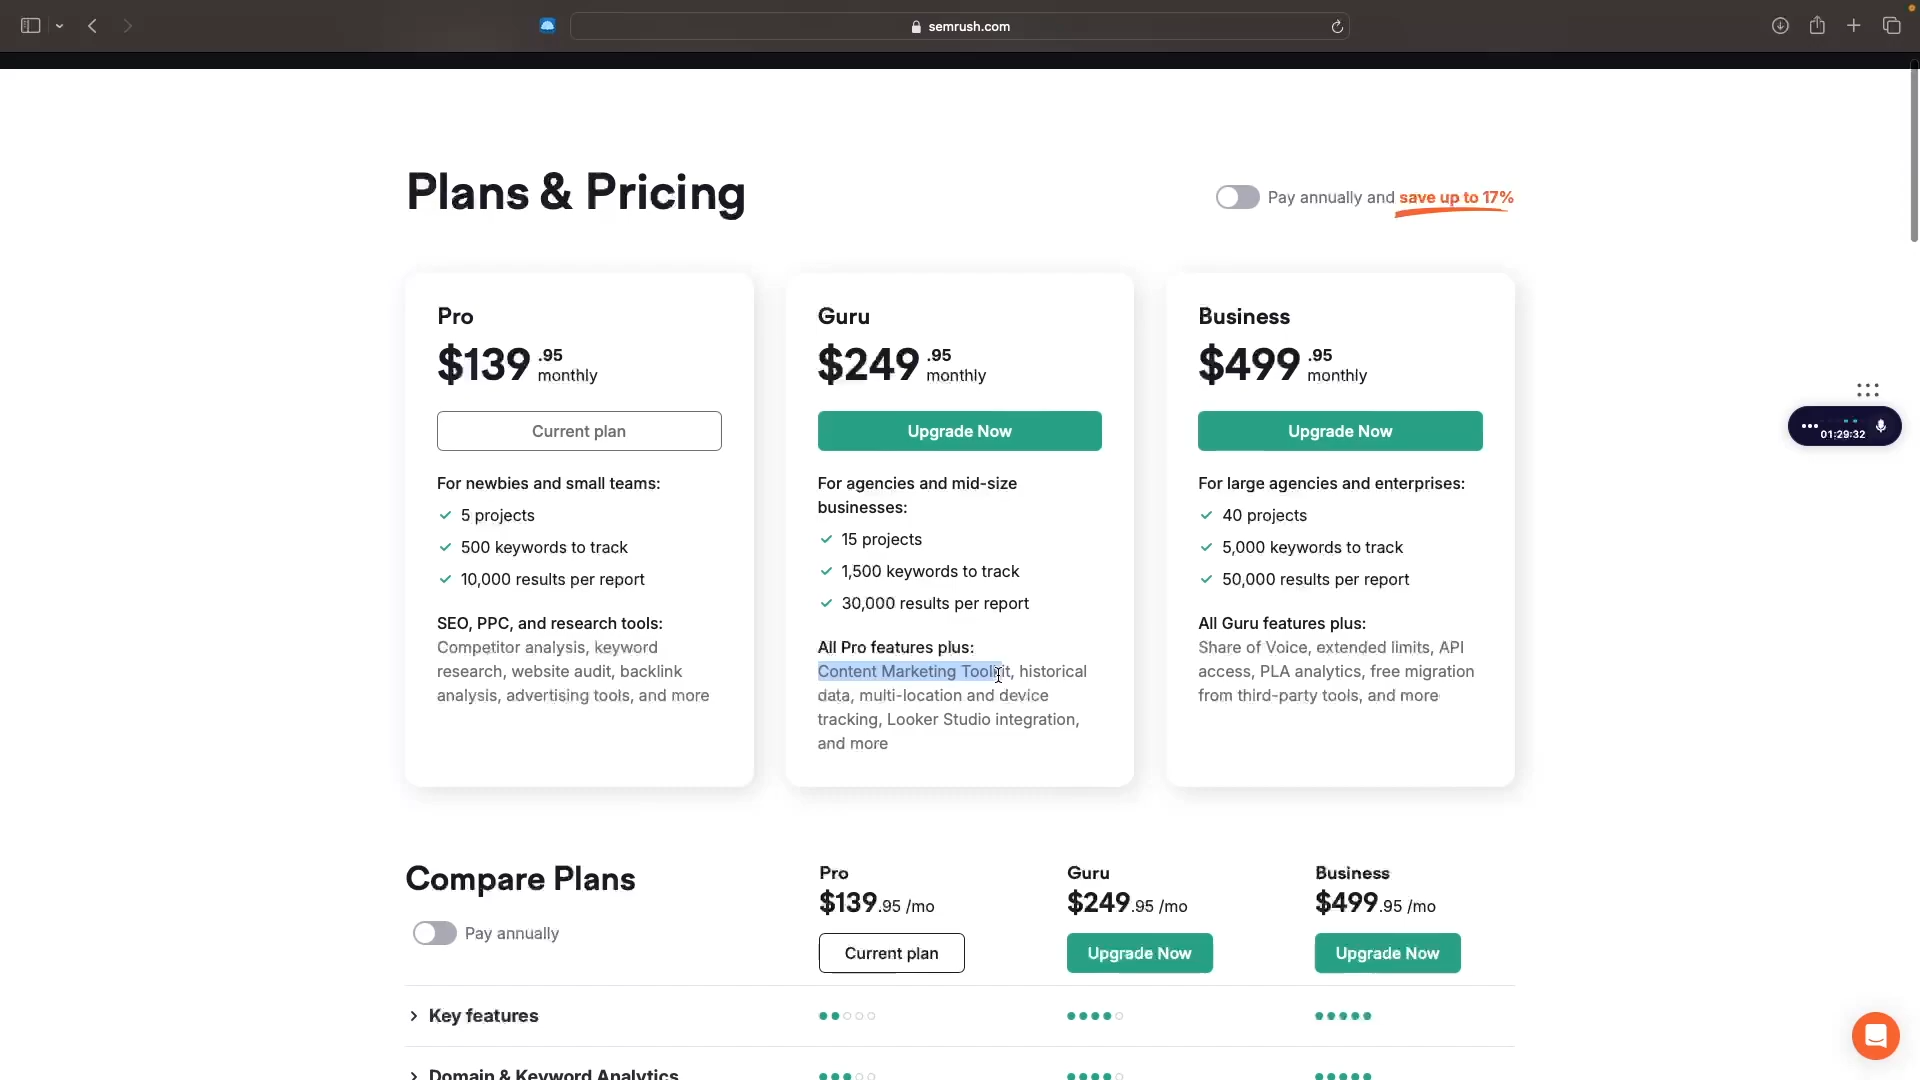 semrush.com
Plans & Pricing
Pay annually and save up to 17%
Pro
$139 .95
monthly
Current plan
For newbies and small teams:
5 projects
500 keywords to track
10,000 results per report
SEO, PPC, and research tools:
Competitor analysis, keyword
research, website audit, backlink
analysis, advertising tools, and more
Guru
$249 .95
monthly
Upgrade Now
For agencies and mid-size
businesses:
15 projects
1,500 keywords to track
30,000 results per report
All Pro features plus:
Content Marketing Toolkit, historical
data, multi-location and device
tracking, Looker Studio integration,
and more
Business
$499 .95
monthly
Upgrade Now
For large agencies and enterprises:
40 projects
5,000 keywords to track
50,000 results per report
All Guru features plus:
Share of Voice, extended limits, API
access, PLA analytics, free migration
from third-party tools, and more
01:29:32
Compare Plans
Pay annually
Pro
$139.95 /mo
Current plan
Guru
$249.95 /mo
Upgrade Now
Business
$499.95 /mo
Upgrade Now
Key features
Domain & Keyword Analytics